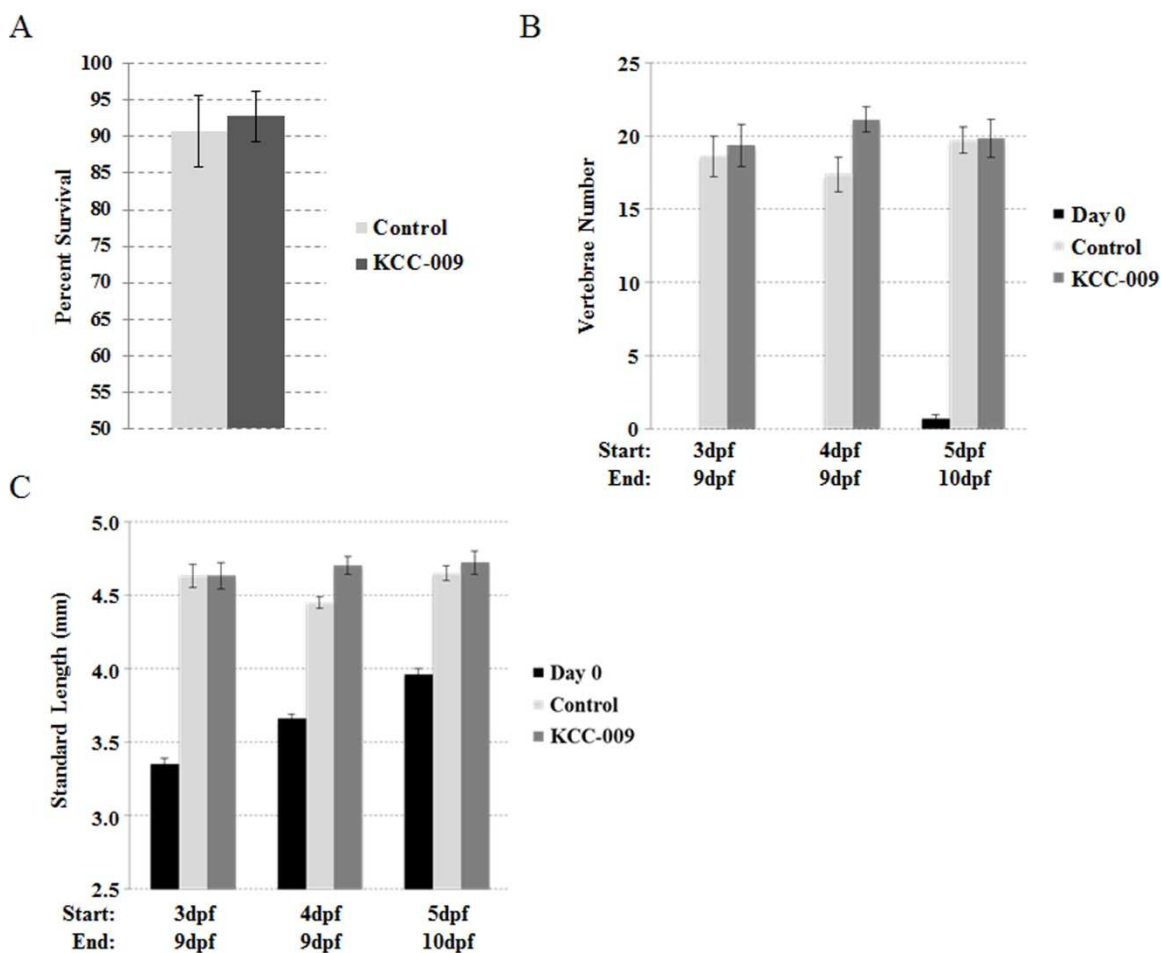 A
Percent Survival
100
95
90
85
80
75
70
65
60
55
50
Control
KCC-009
B
Vertebrae Number
25
20
15
10
5
0
Day 0
Control
KCC-009
Start: 3dpf 4dpf 5dpf
End: 9dpf 9dpf 10dpf
C
Standard Length (mm)
5.0
4.5
4.0
3.5
3.0
2.5
Day 0
Control
KCC-009
Start: 3dpf 4dpf 5dpf
End: 9dpf 9dpf 10dpf